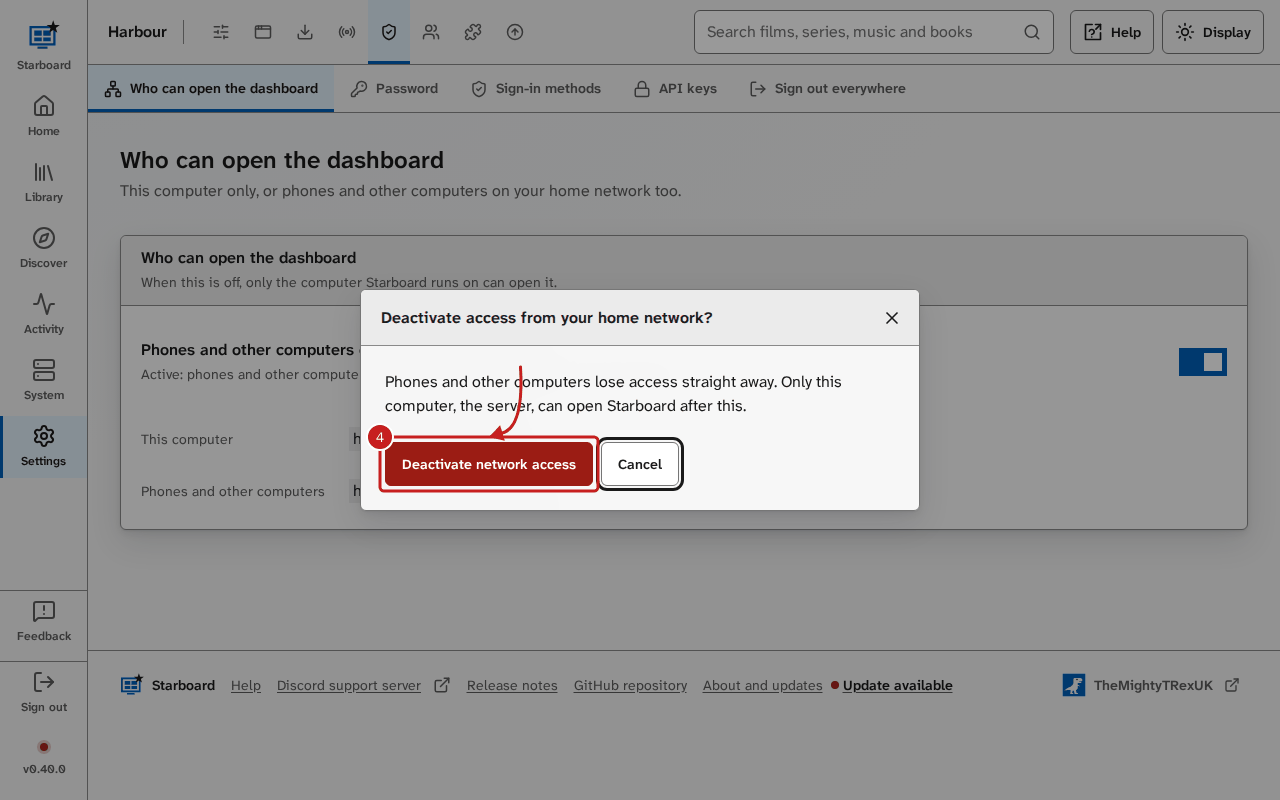 Starboard
Home
Library
Discover
Activity
System
Settings
Feedback
Sign out
v0.40.0
Harbour
Search films, series, music and books
Help
Display
Who can open the dashboard
Password
Sign-in methods
API keys
Sign out everywhere
Who can open the dashboard
This computer only, or phones and other computers on your home network too.
Who can open the dashboard
When this is off, only the computer Starboard runs on can open it.
Phones and other computers
Active: phones and other compute
This computer
h
Phones and other computers
h
Deactivate access from your home network?
Phones and other computers lose access straight away. Only this
computer, the server, can open Starboard after this.
4
Deactivate network access
Cancel
Starboard
Help
Discord support server
Release notes
GitHub repository
About and updates
Update available
TheMightyTRexUK